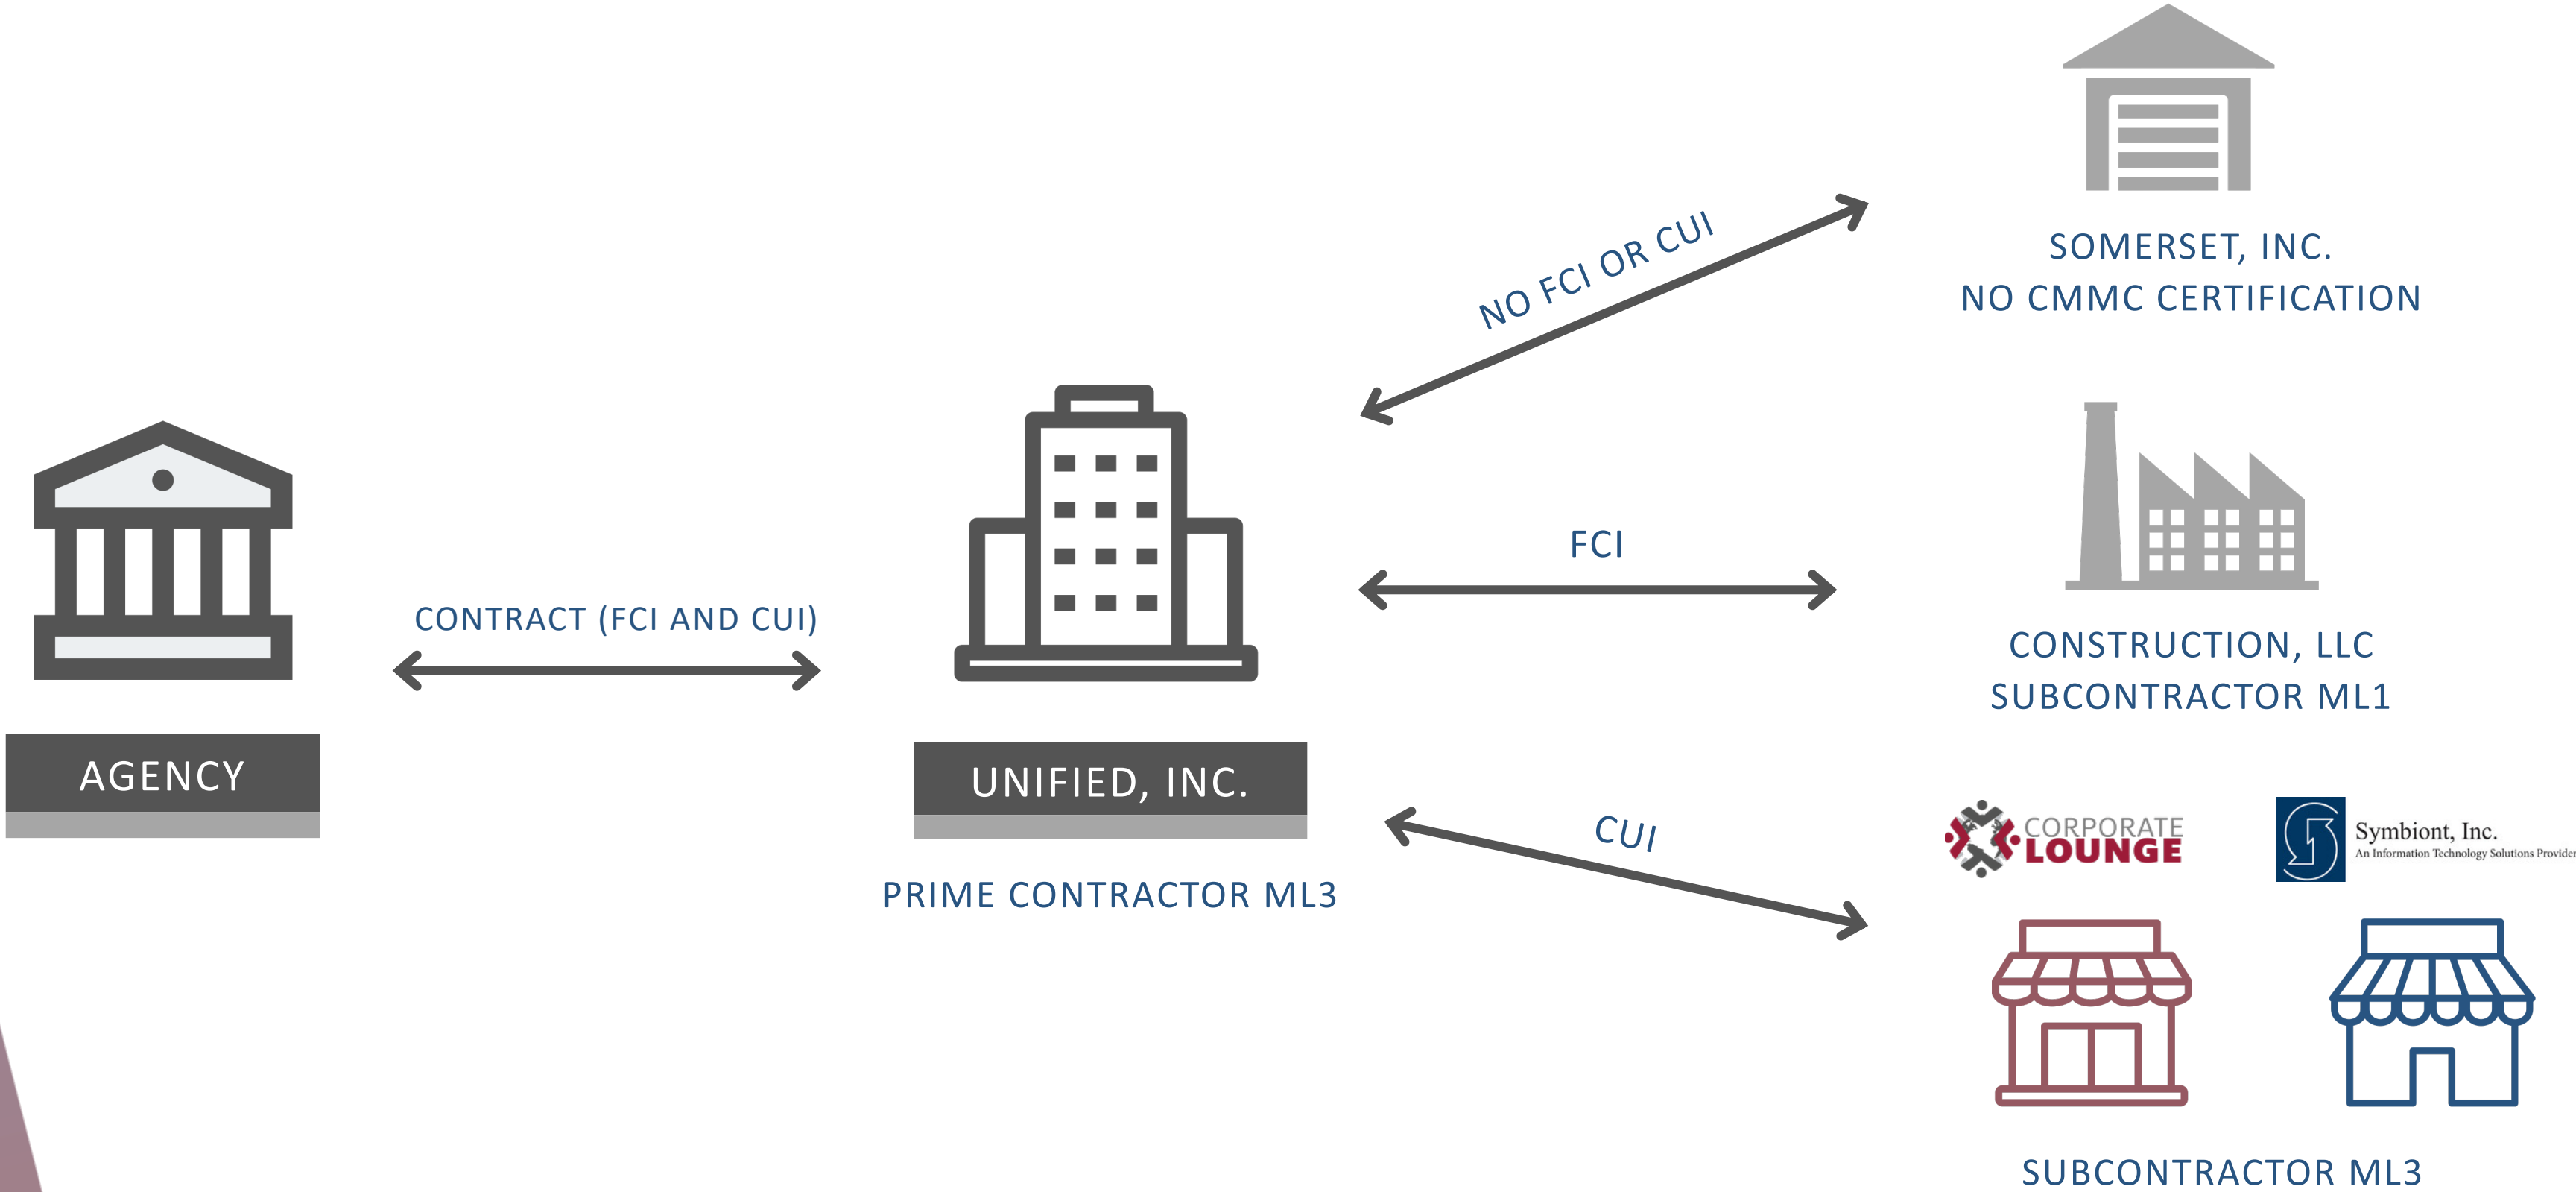 AGENCY
CONTRACT (FCI AND CUI)
UNIFIED, INC.
PRIME CONTRACTOR ML3
NO FCI OR CUI
SOMERSET, INC.
NO CMMC CERTIFICATION
FCI
CONSTRUCTION, LLC
SUBCONTRACTOR ML1
CUI
CORPORATE
LOUNGE
Symbiont, Inc.
An Information Technology Solutions Provider
SUBCONTRACTOR ML3